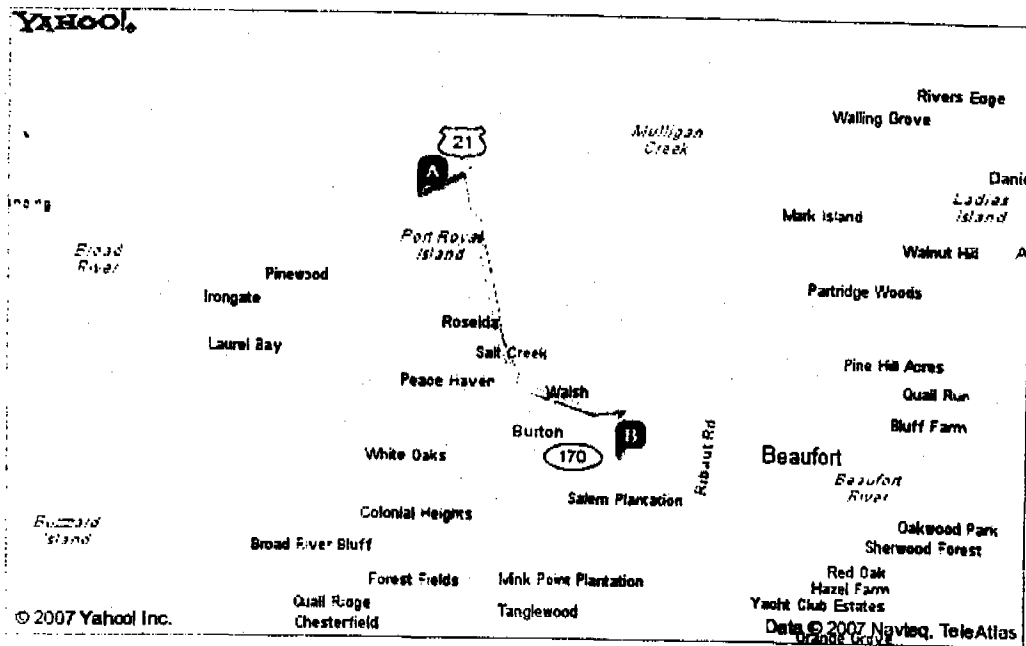 YAHOO!
Rivers Edge
Walling Grove
Mulligan
Creek
21
A
Ladies
Island
Mark Island
Port Royal
Island
Broad
River
Walnut Hill
A
Pinewood
Irongate
Partridge Woods
Roselda
Laurel Bay
Salt Creek
Pine Hill Acres
Peace Haven
Walsh
Quail Run
Bluff Farm
Burton
B
170
Ribaut Rd
White Oaks
Beaufort
Beaufort
River
Salem Plantation
Colonial Heights
Buzzard
Island
Oakwood Park
Broad River Bluff
Sherwood Forest
Forest Fields
Mink Point Plantation
Red Oak
Hazel Farm
Quail Ridge
Yacht Club Estates
Tanglewood
Chesterfield
© 2007 Yahoo! Inc.
Data © 2007 Navteq, TeleAtlas
Orange Grove